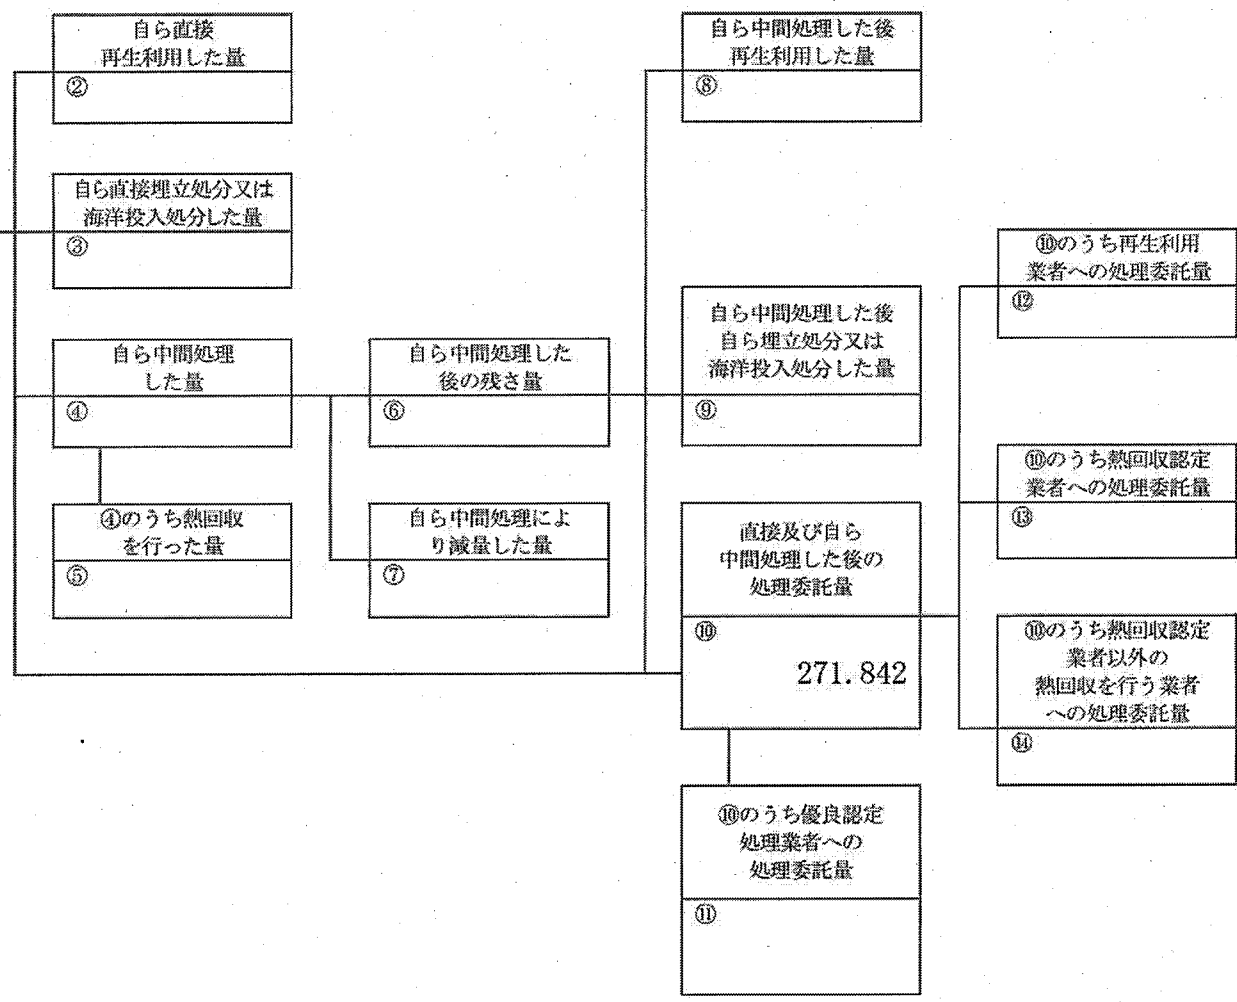 自ら直接
再生利用した量
②
自ら直接埋立処分又は
海洋投入処分した量
③
自ら中間処理
した量
④
④のうち熱回収
を行った量
⑤
自ら中間処理した
後の残さ量
⑥
自ら中間処理によ
り減量した量
⑦
自ら中間処理した後
再生利用した量
⑧
自ら中間処理した後
自ら埋立処分又は
海洋投入処分した量
⑨
直接及び自ら
中間処理した後の
処理委託量
⑩
271.842
⑩のうち優良認定
処理業者への
処理委託量
⑪
⑩のうち再生利用
業者への処理委託量
⑫
⑩のうち熱回収認定
業者への処理委託量
⑬
⑩のうち熱回収認定
業者以外の
熱回収を行う業者
への処理委託量
⑭